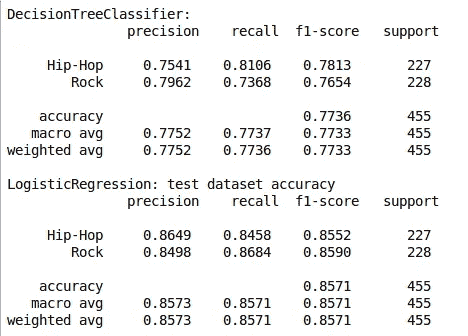 DecisionTreeClassifier:
precision recall f1-score support
Hip-Hop 0.7541 0.8106 0.7813 227
Rock 0.7962 0.7368 0.7654 228
accuracy 0.7736 455
macro avg 0.7752 0.7737 0.7733 455
weighted avg 0.7752 0.7736 0.7733 455
LogisticRegression: test dataset accuracy
precision recall f1-score support
Hip-Hop 0.8649 0.8458 0.8552 227
Rock 0.8498 0.8684 0.8590 228
accuracy 0.8571 455
macro avg 0.8573 0.8571 0.8571 455
weighted avg 0.8573 0.8571 0.8571 455